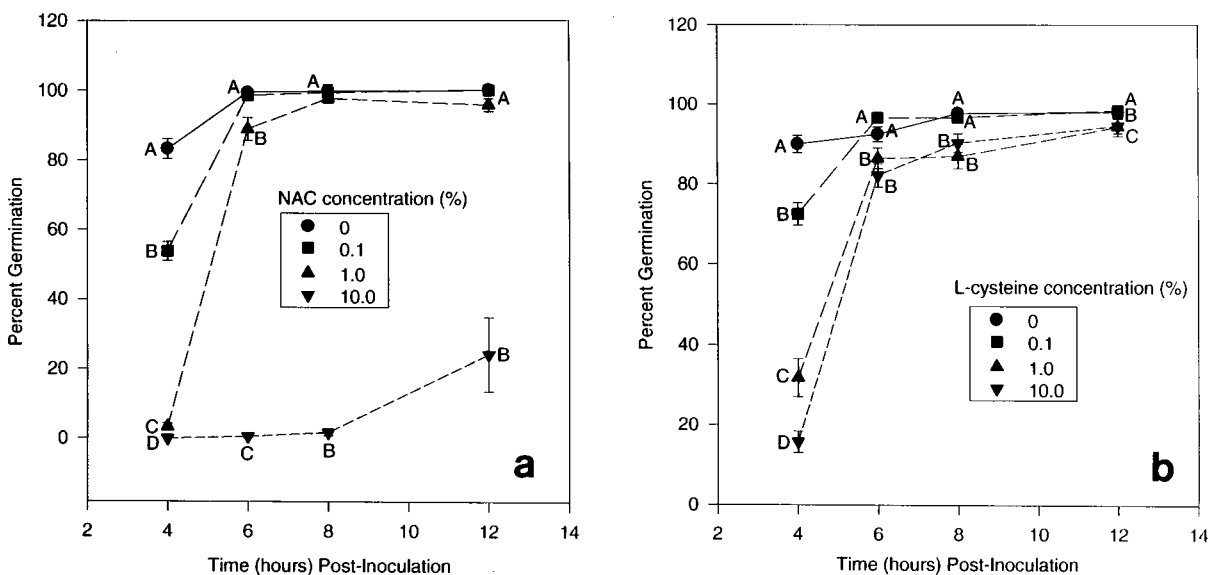 120
100
80
60
40
20
0
Percent Germination
2
4
6
8
10
12
14
Time (hours) Post-Inoculation
NAC concentration (%)
0
0.1
1.0
10.0
A
A
A
A
B
B
C
D
C
B
B
a
120
100
80
60
40
20
0
Percent Germination
2
4
6
8
10
12
14
Time (hours) Post-Inoculation
L-cysteine concentration (%)
0
0.1
1.0
10.0
A
A
A
A
A
A
B
B
B
B
B
B
C
C
D
b